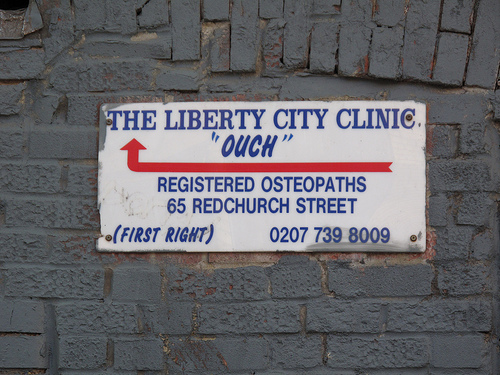 THE LIBERTY CITY CLINIC.
"OUCH"
REGISTERED OSTEOPATHS
65 REDCHURCH STREET
(FIRST RIGHT) 0207 739 8009